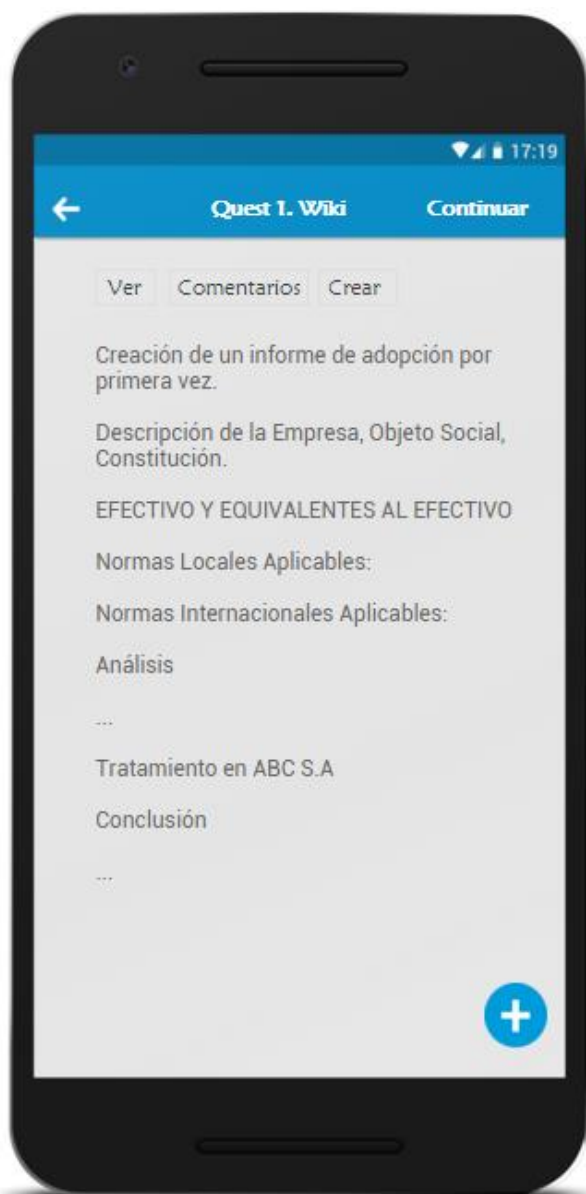 17:19
Quest 1. Wiki Continuar
Ver Comentarios Crear
Creación de un informe de adopción por
primera vez.
Descripción de la Empresa, Objeto Social,
Constitución.
EFECTIVO Y EQUIVALENTES AL EFECTIVO
Normas Locales Aplicables:
Normas Internacionales Aplicables:
Análisis
...
Tratamiento en ABC S.A
Conclusión
...